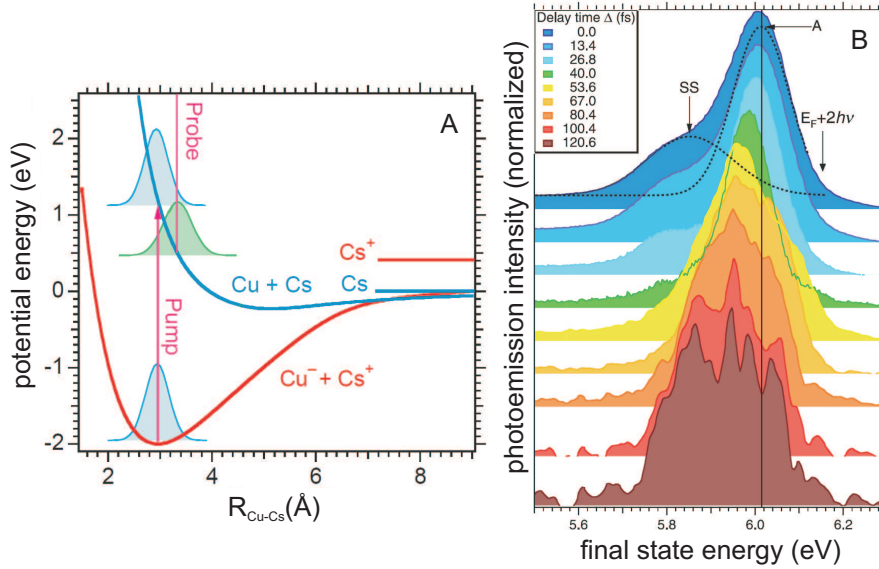 A
potential energy (eV)
2
1
0
-1
-2
Probe
Pump
Cs⁺
Cu + Cs
Cs
Cu⁻ + Cs⁺
2
4
6
8
R_Cu-Cs(Å)
B
Delay time Δ (fs)
0.0
13.4
26.8
40.0
53.6
67.0
80.4
100.4
120.6
A
SS
E_F+2hν
photoemission intensity (normalized)
5.6
5.8
6.0
6.2
final state energy (eV)